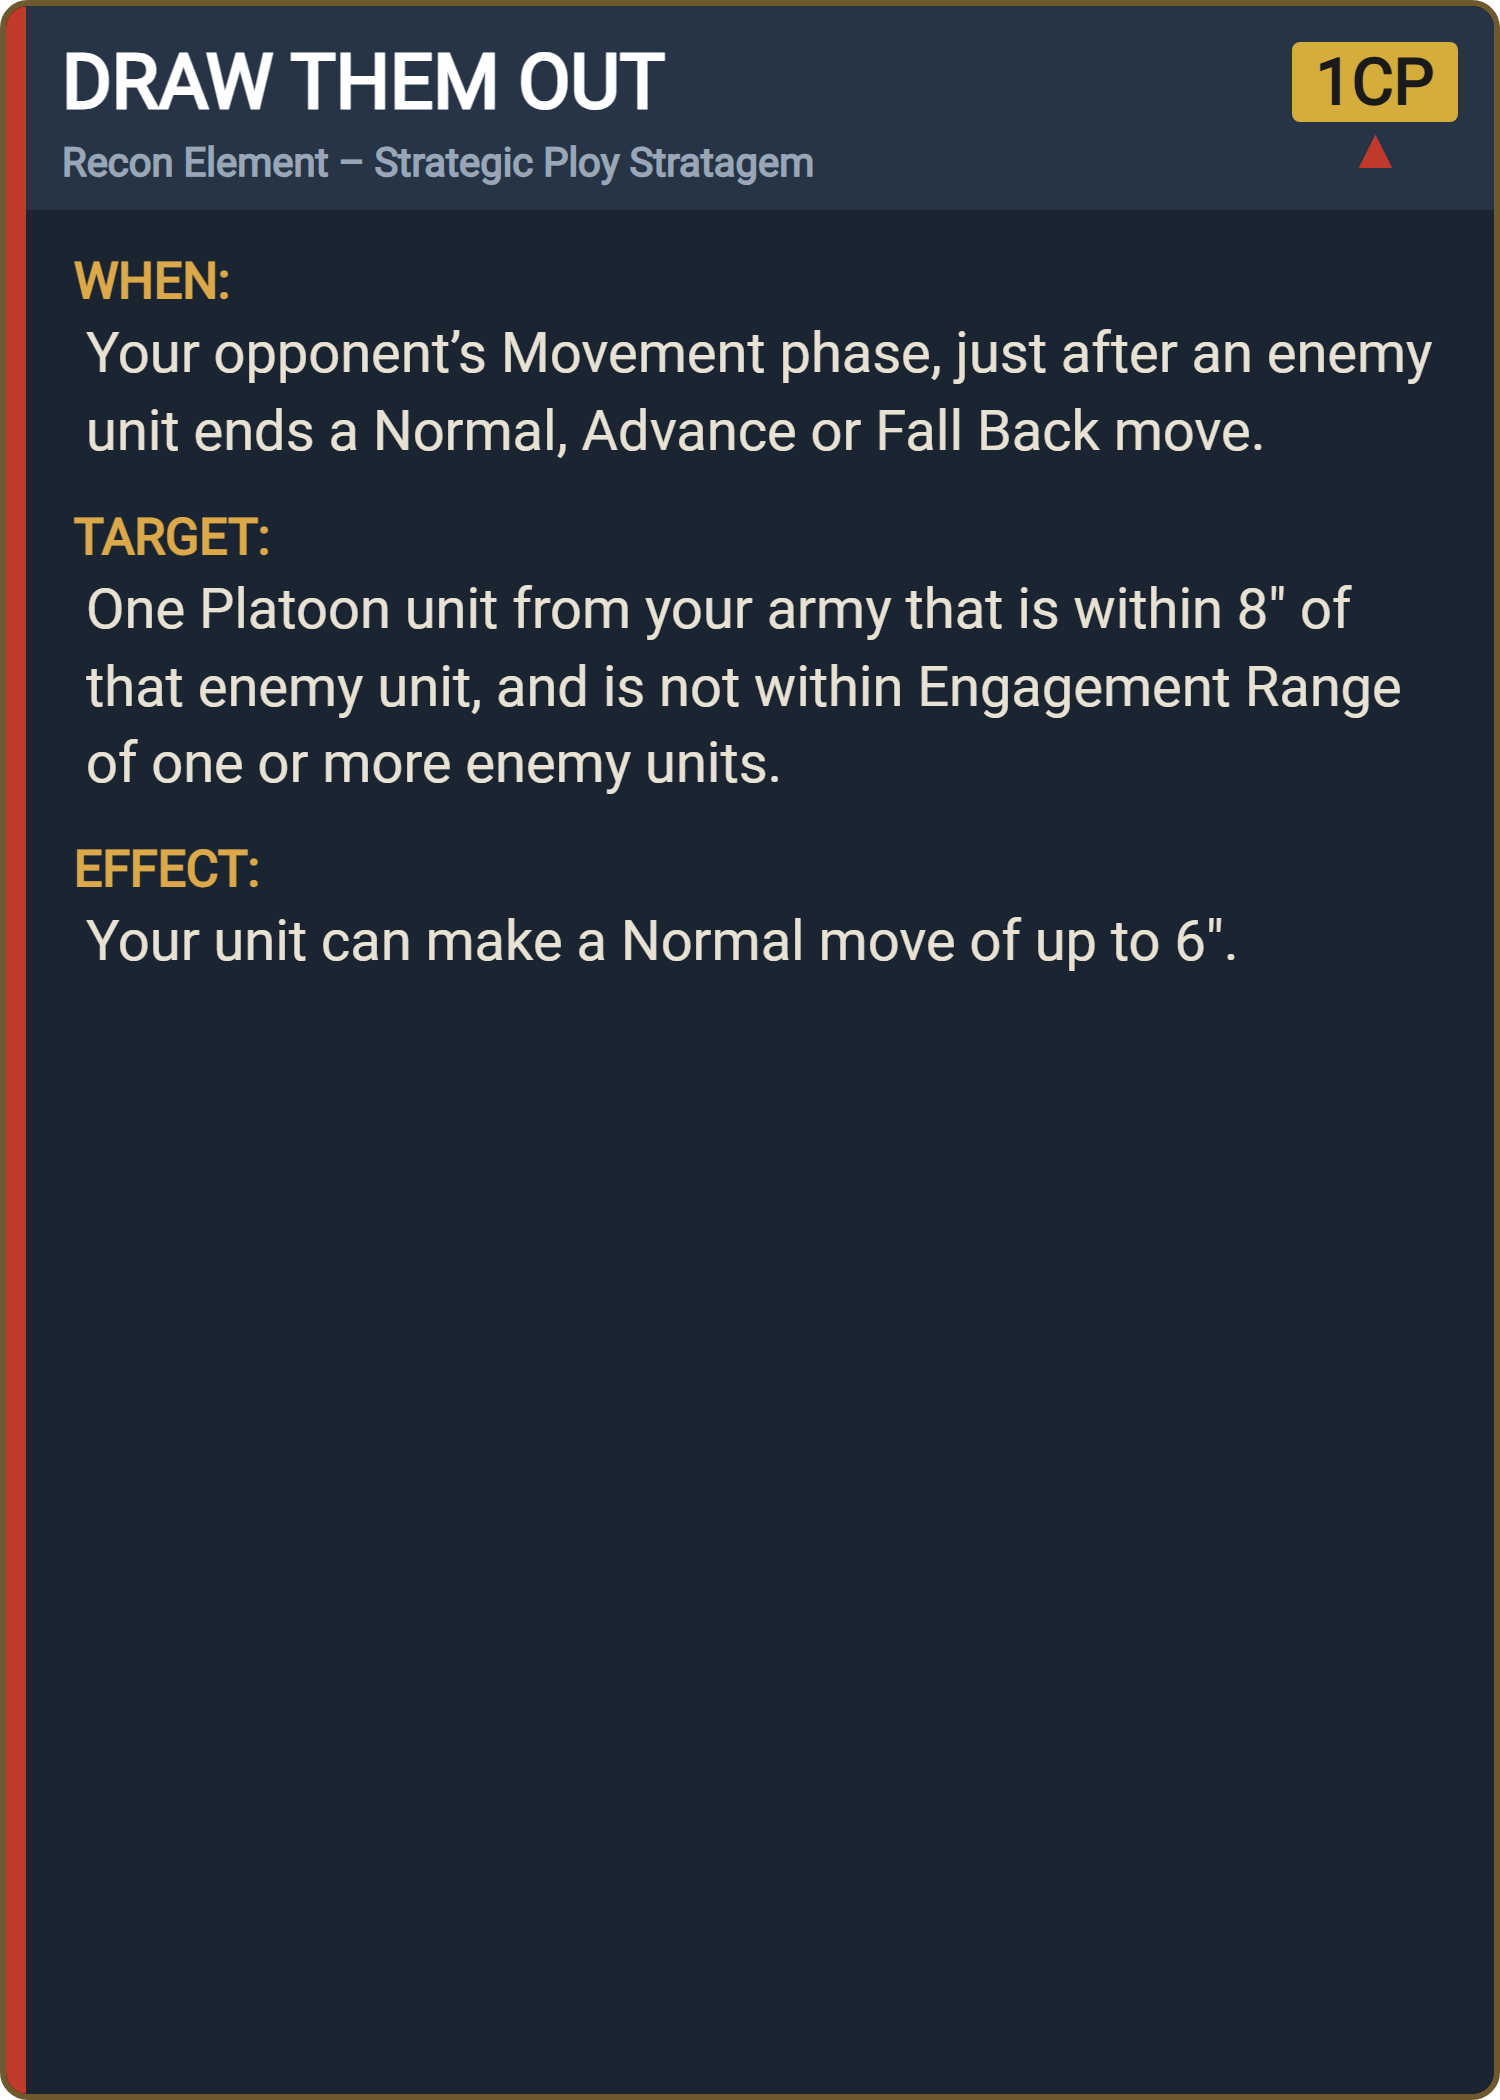 DRAW THEM OUT
1CP
Recon Element – Strategic Ploy Stratagem
WHEN:
Your opponent’s Movement phase, just after an enemy
unit ends a Normal, Advance or Fall Back move.
TARGET:
One Platoon unit from your army that is within 8" of
that enemy unit, and is not within Engagement Range
of one or more enemy units.
EFFECT:
Your unit can make a Normal move of up to 6".